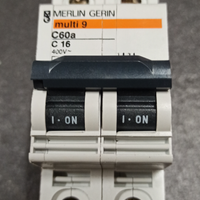 MERLIN GERIN
multi 9
C60a
C 16
400V~
I · ON I · ON